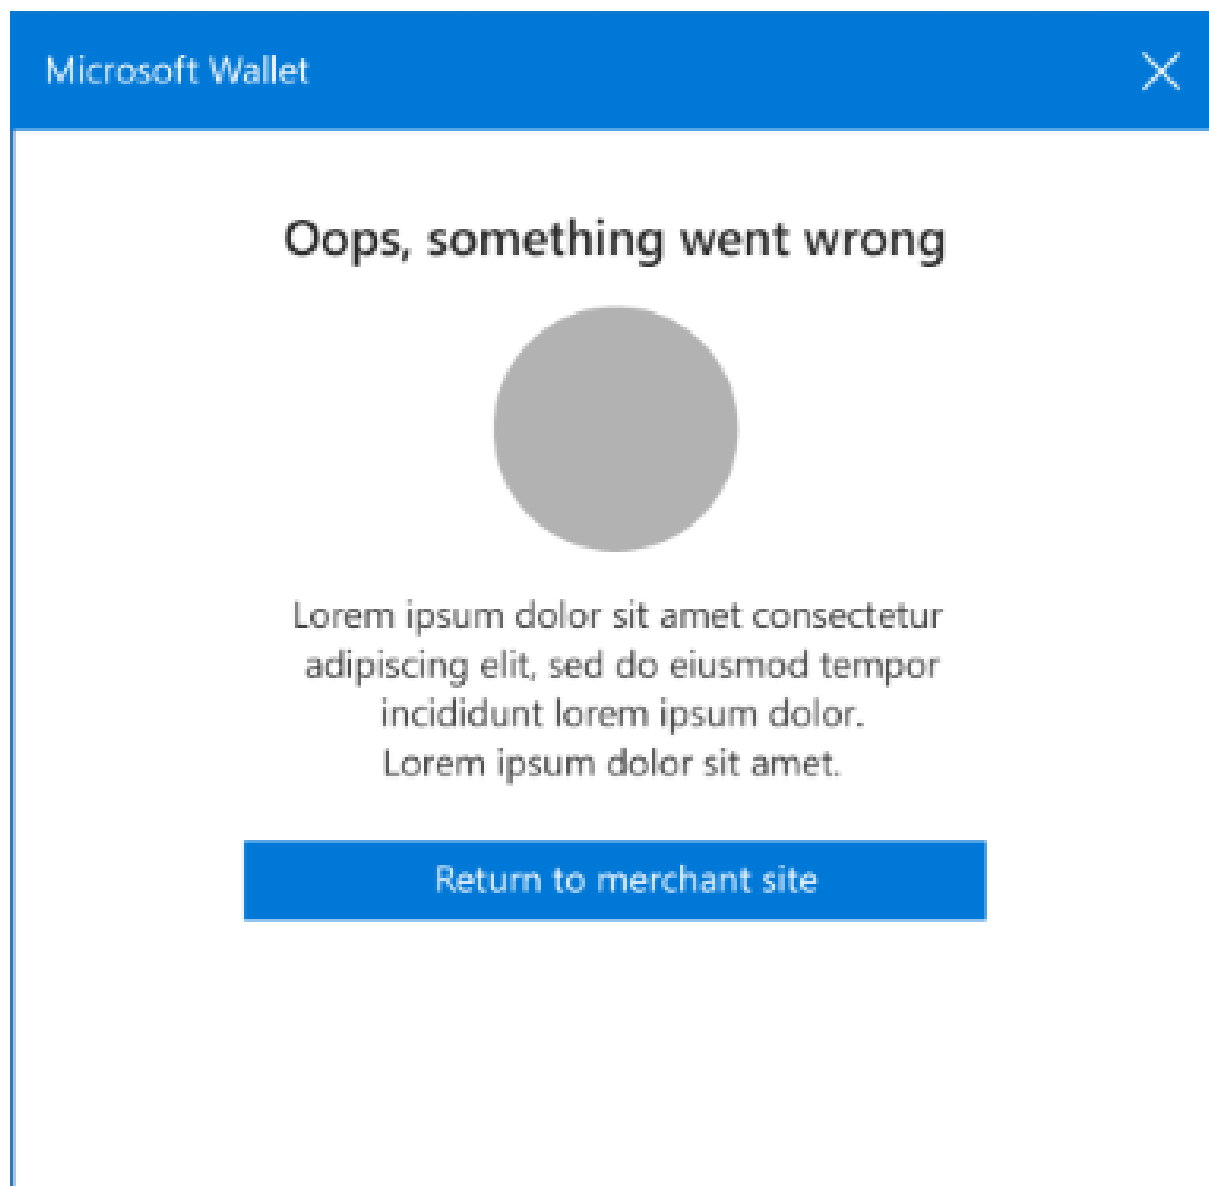 Microsoft Wallet
Oops, something went wrong
Lorem ipsum dolor sit amet consectetur
adipiscing elit, sed do eiusmod tempor
incididunt lorem ipsum dolor.
Lorem ipsum dolor sit amet.
Return to merchant site